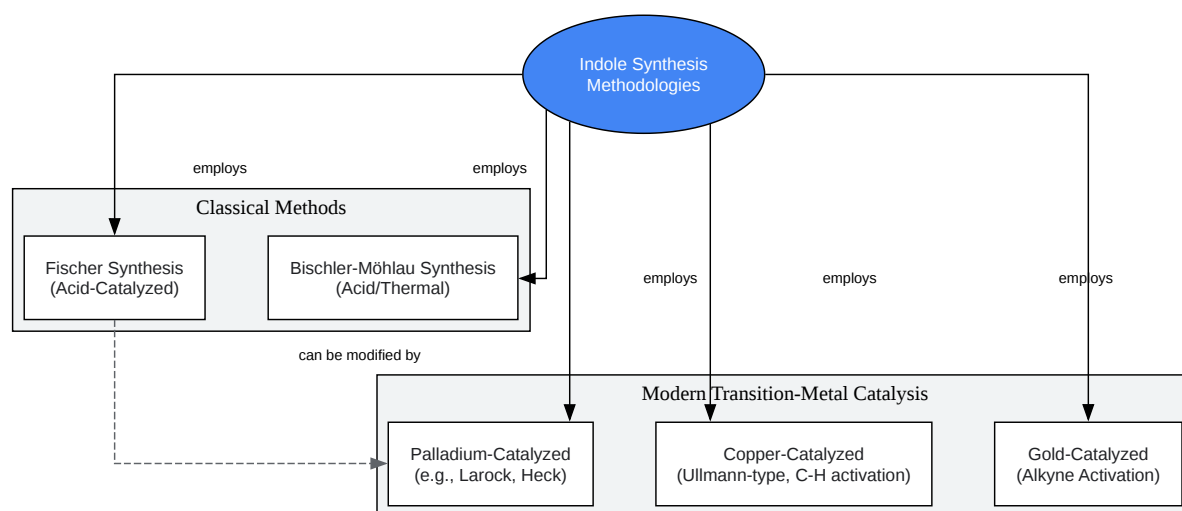 Indole Synthesis
Methodologies
employs
employs
Classical Methods
Fischer Synthesis
(Acid-Catalyzed)
Bischler-Möhlau Synthesis
(Acid/Thermal)
employs
employs
employs
can be modified by
Modern Transition-Metal Catalysis
Palladium-Catalyzed
(e.g., Larock, Heck)
Copper-Catalyzed
(Ullmann-type, C-H activation)
Gold-Catalyzed
(Alkyne Activation)